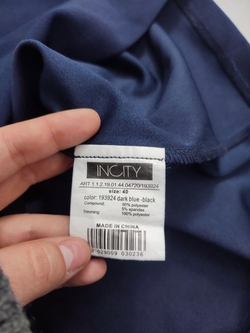 INCITY
ART 1.1.2.19.01.44.04720/193924
size: 40
color: 193924 dark blue -black
Compound: 95% polyester
5% spandex
trimming: 100% polyester
MADE IN CHINA